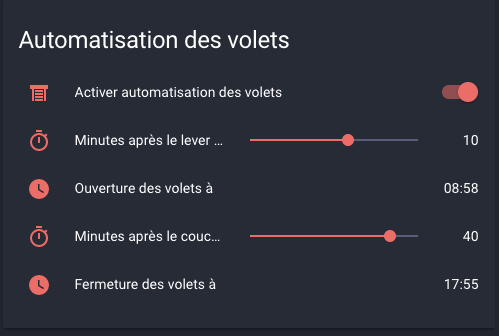 Automatisation des volets
Activer automatisation des volets
Minutes après le lever ... 10
Ouverture des volets à 08:58
Minutes après le couc... 40
Fermeture des volets à 17:55